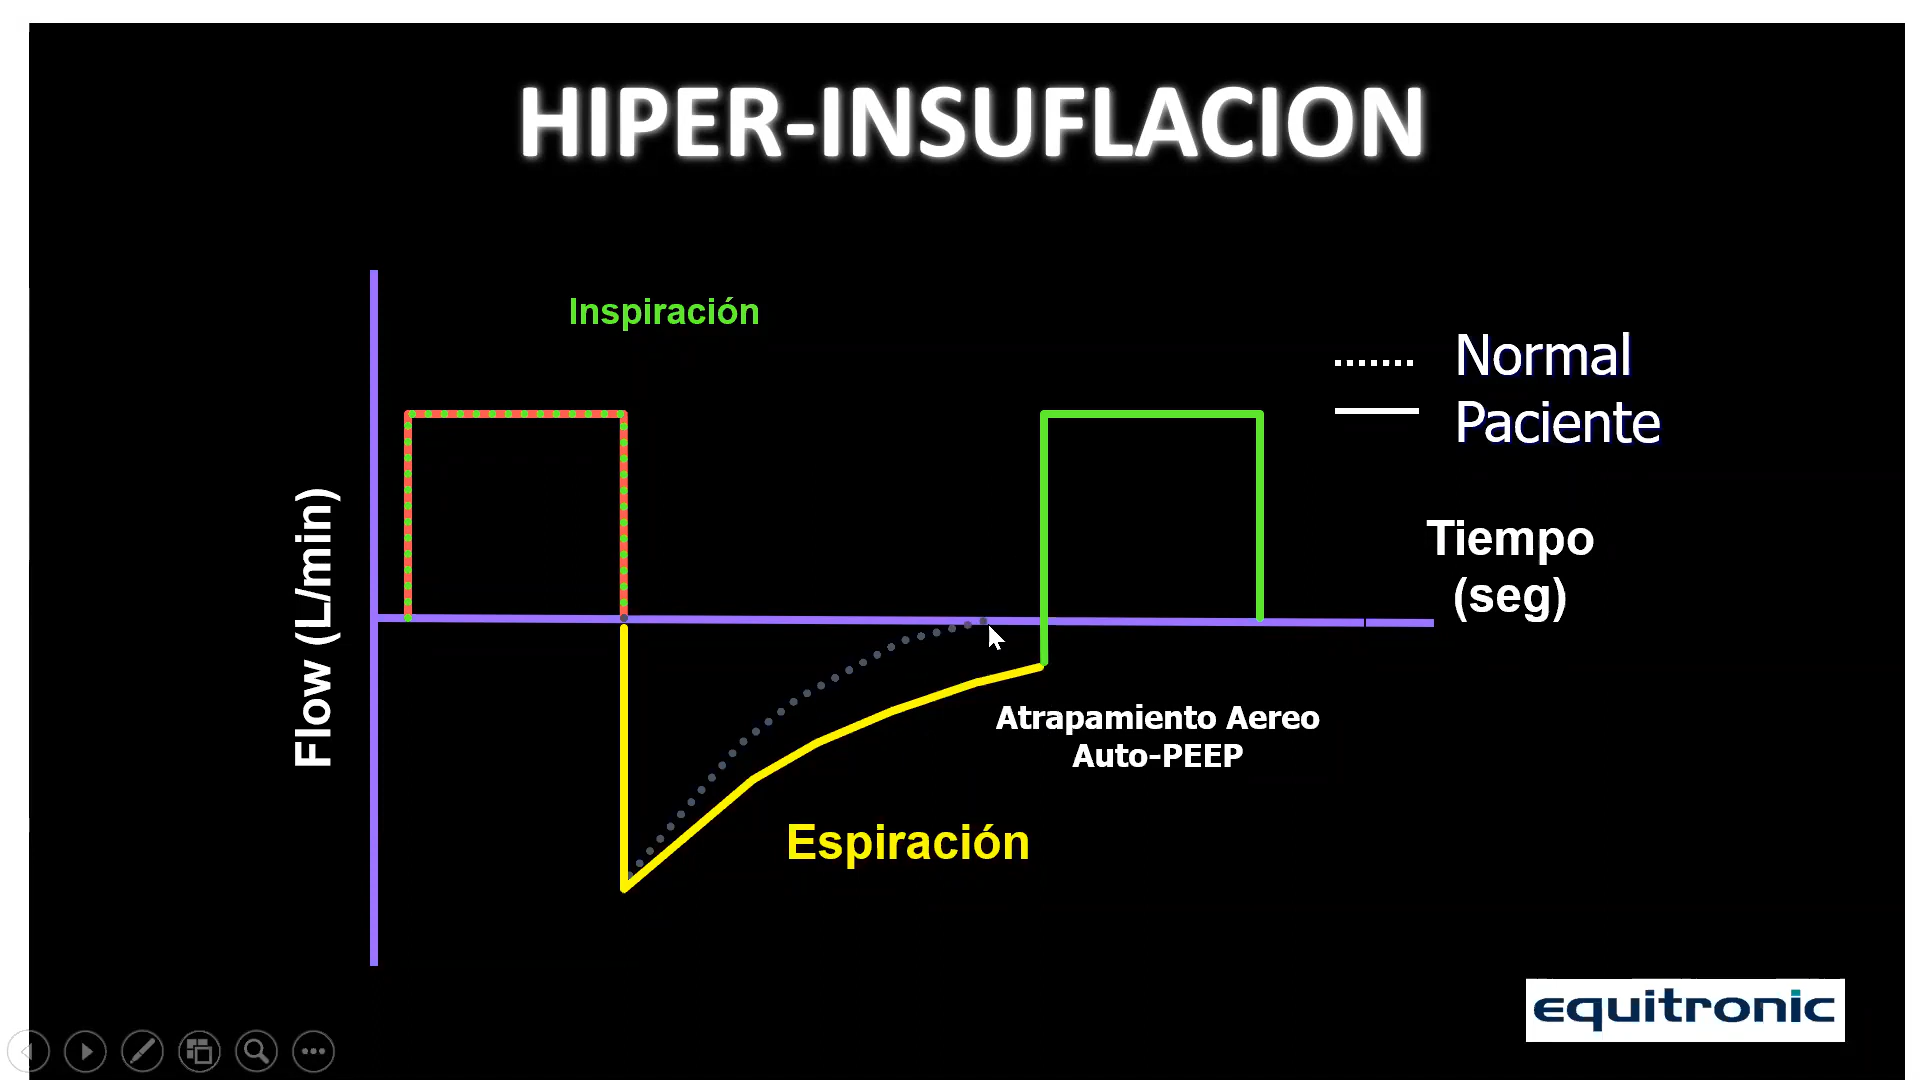 HIPER-INSUFLACION
Inspiración
Normal
Paciente
Tiempo
(seg)
Flow (L/min)
Atrapamiento Aereo
Auto-PEEP
Espiración
equitronic